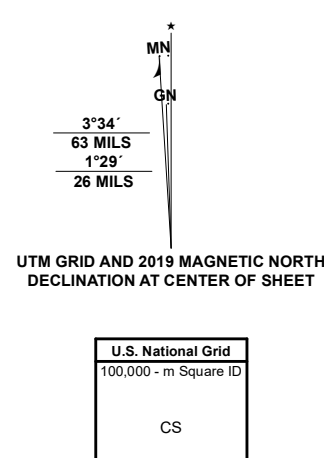 ★
MN
GN
3°34´
63 MILS
1°29´
26 MILS
UTM GRID AND 2019 MAGNETIC NORTH
DECLINATION AT CENTER OF SHEET
U.S. National Grid
100,000 - m Square ID
CS